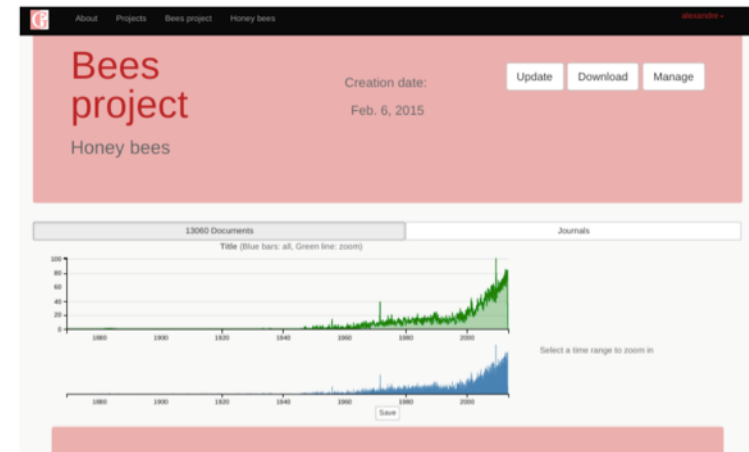 About Projects Bees project Honey bees alexandre
Bees
project
Honey bees
Creation date:
Feb. 6, 2015
Update Download Manage
13060 Documents Journals
Title (Blue bars: all, Green line: zoom)
100
80
60
40
20
0
1880 1900 1920 1940 1960 1980 2000
Select a time range to zoom in
1880 1900 1920 1940 1960 1980 2000
Save